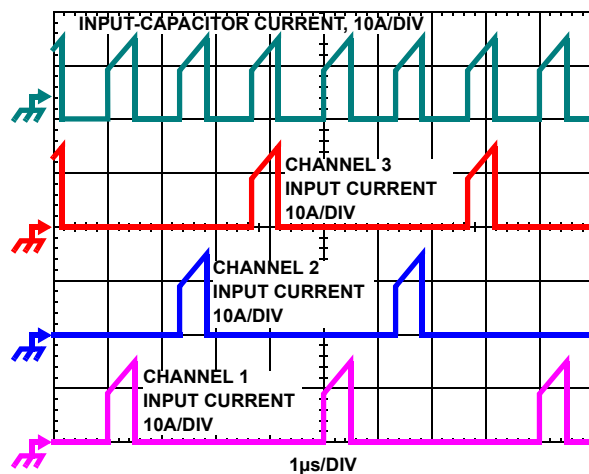 INPUT-CAPACITOR CURRENT, 10A/DIV
CHANNEL 3
INPUT CURRENT
10A/DIV
CHANNEL 2
INPUT CURRENT
10A/DIV
CHANNEL 1
INPUT CURRENT
10A/DIV
1µs/DIV